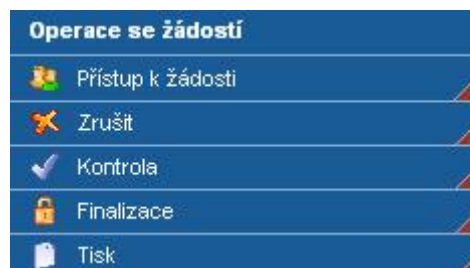 Operace se žádostí
Přístup k žádosti
Zrušit
Kontrola
Finalizace
Tisk